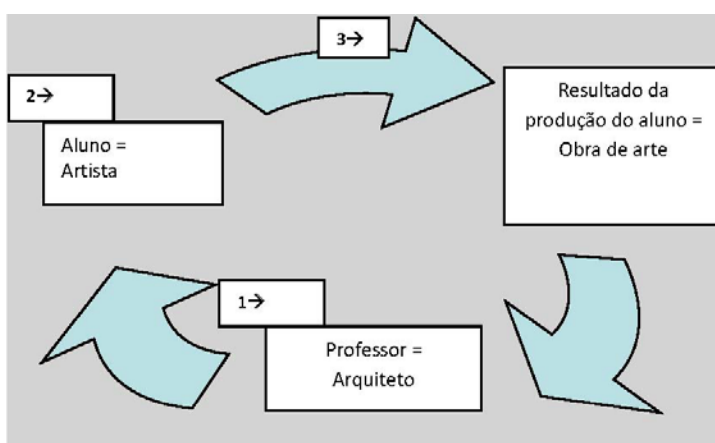 3→
2→
Aluno =
Artista
Resultado da
produção do aluno =
Obra de arte
1→
Professor =
Arquiteto